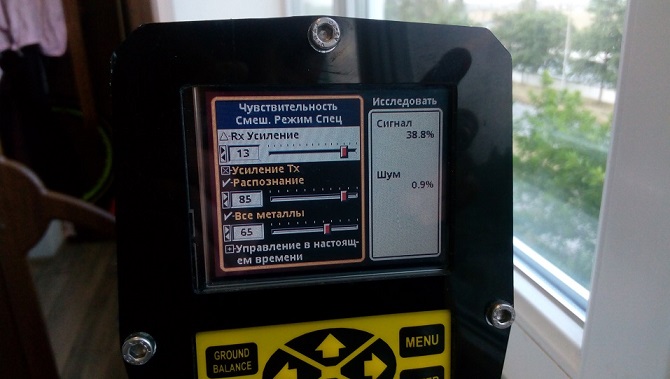 Чувствительность
Смеш. Режим Спец
Rx Усиление
13
Усиление Tx
Распознание
85
Все металлы
65
Управление в настоящ-
ем времени
Исследовать
Сигнал
38.8%
Шум
0.9%
GROUND
BALANCE
MENU